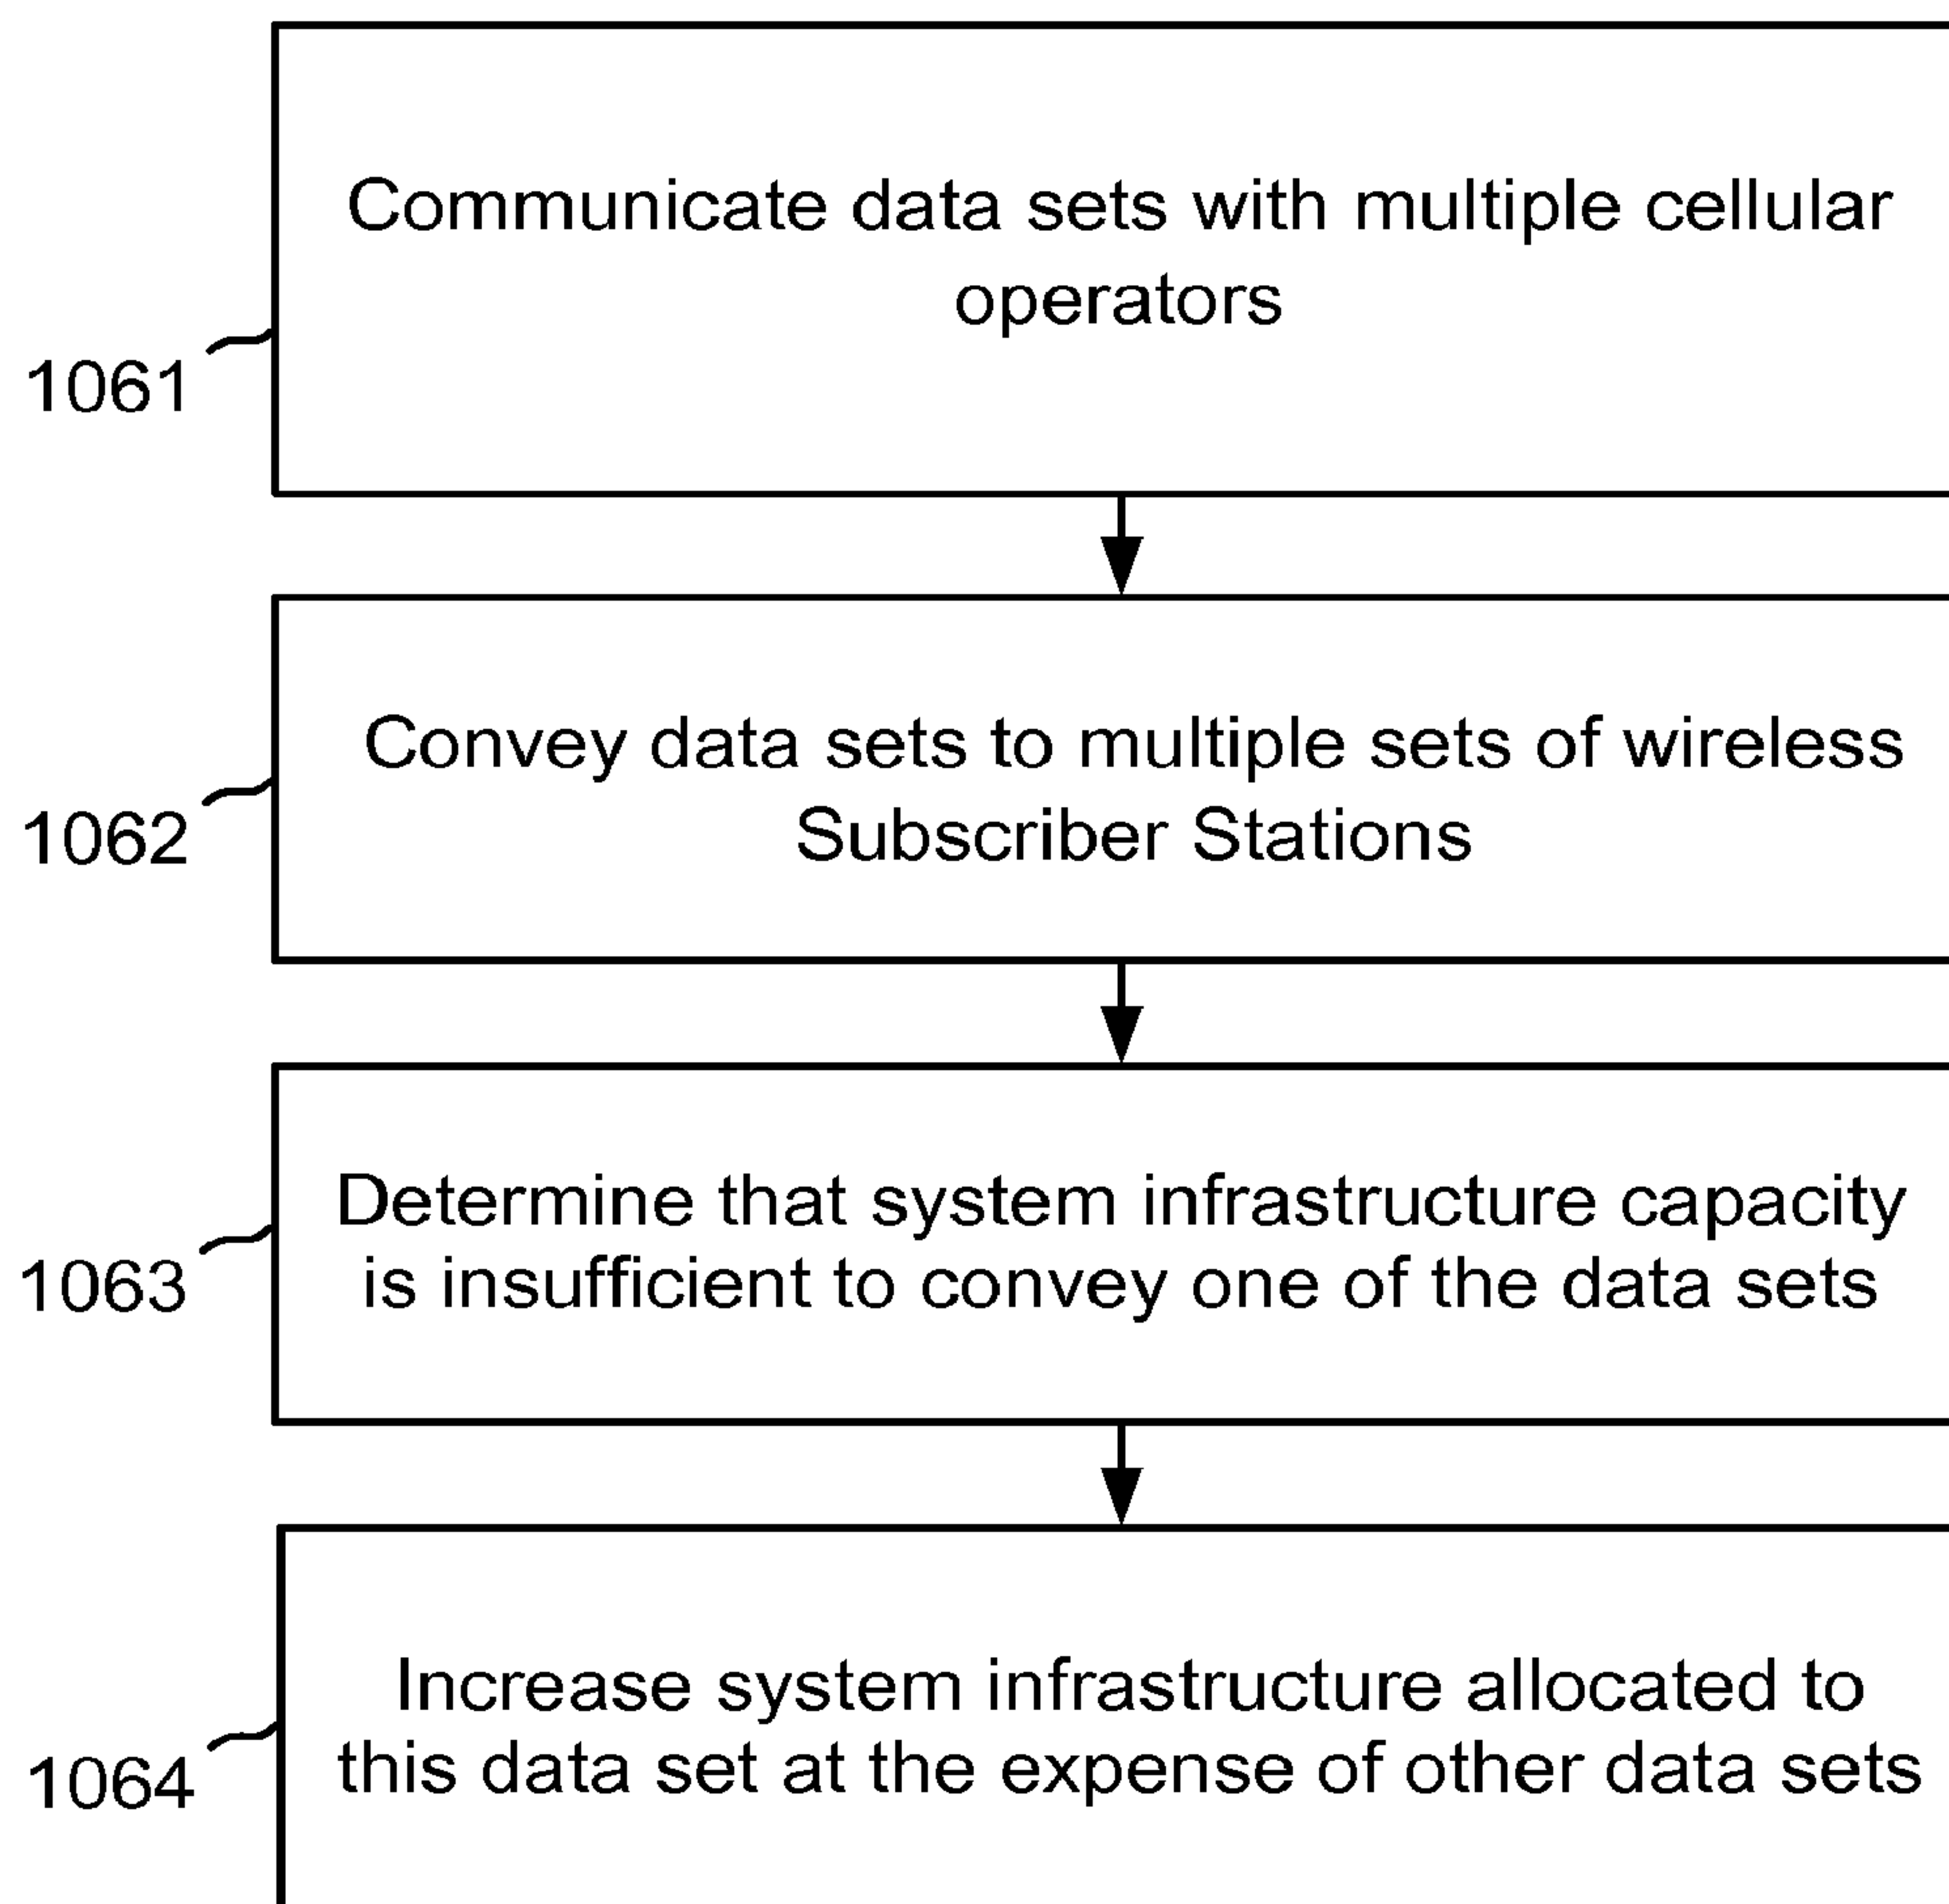 Communicate data sets with multiple cellular
operators
1061
Convey data sets to multiple sets of wireless
Subscriber Stations
1062
Determine that system infrastructure capacity
is insufficient to convey one of the data sets
1063
Increase system infrastructure allocated to
this data set at the expense of other data sets
1064